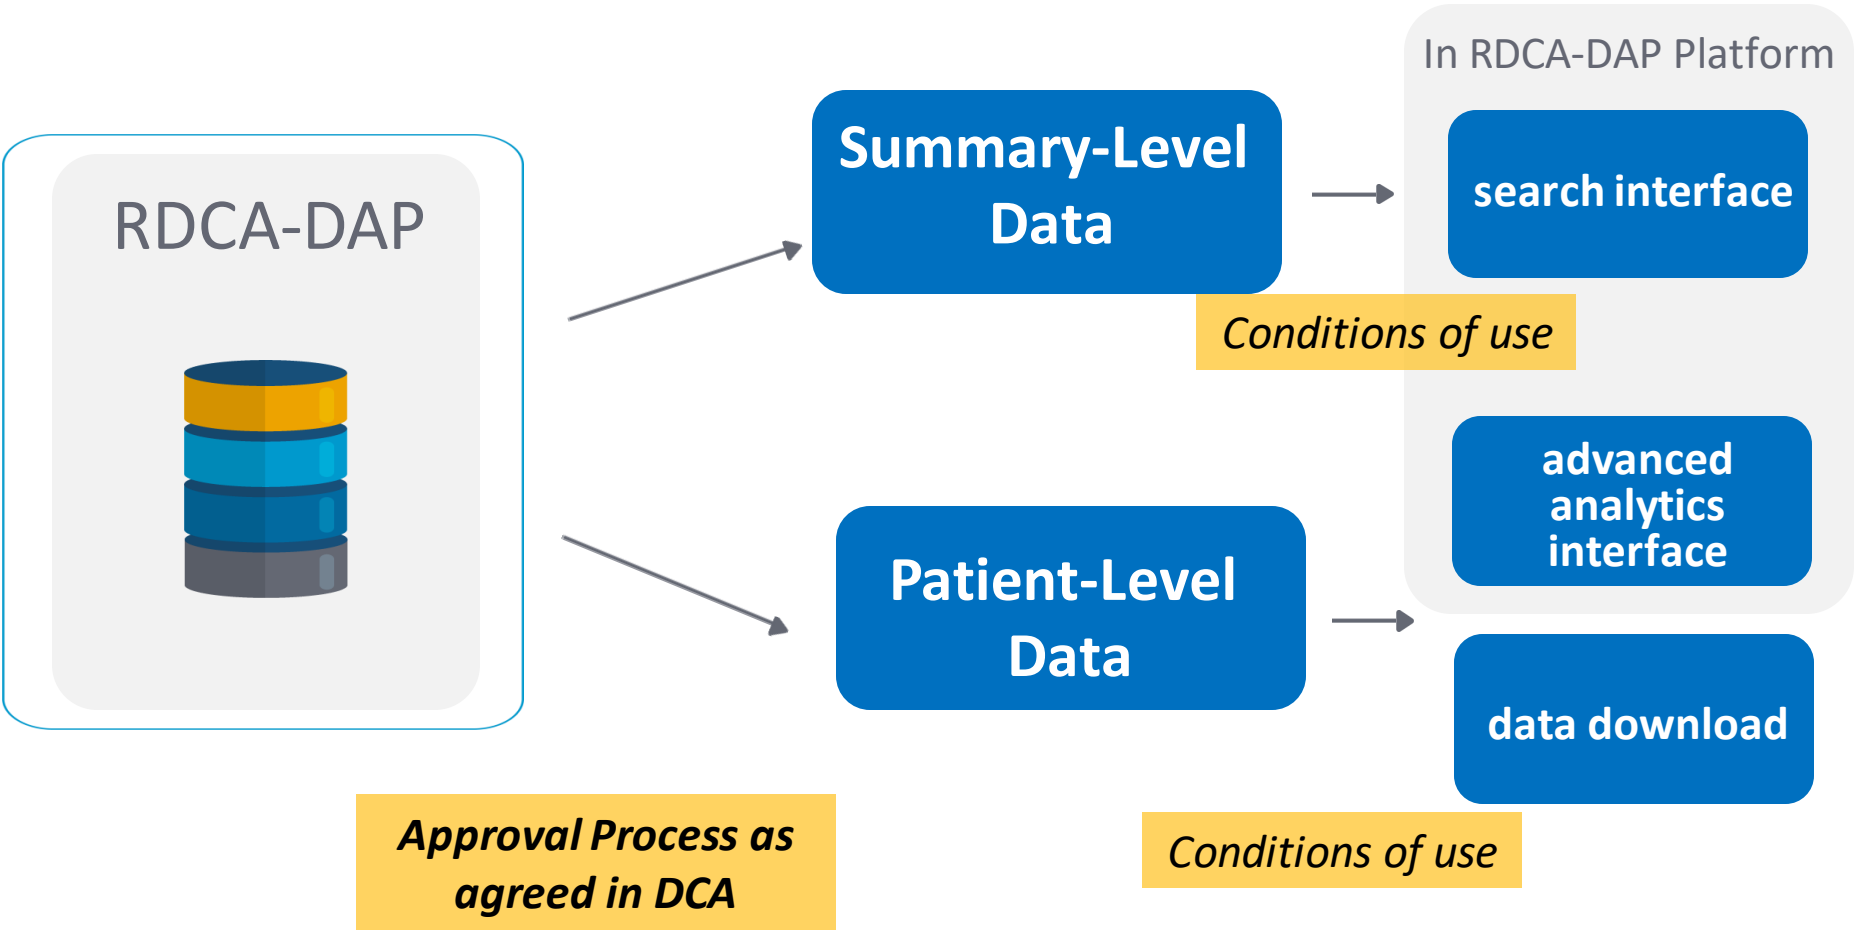 RDCA-DAP
Summary-Level
Data
In RDCA-DAP Platform
search interface
Conditions of use
advanced
analytics
interface
Patient-Level
Data
data download
Approval Process as
agreed in DCA
Conditions of use